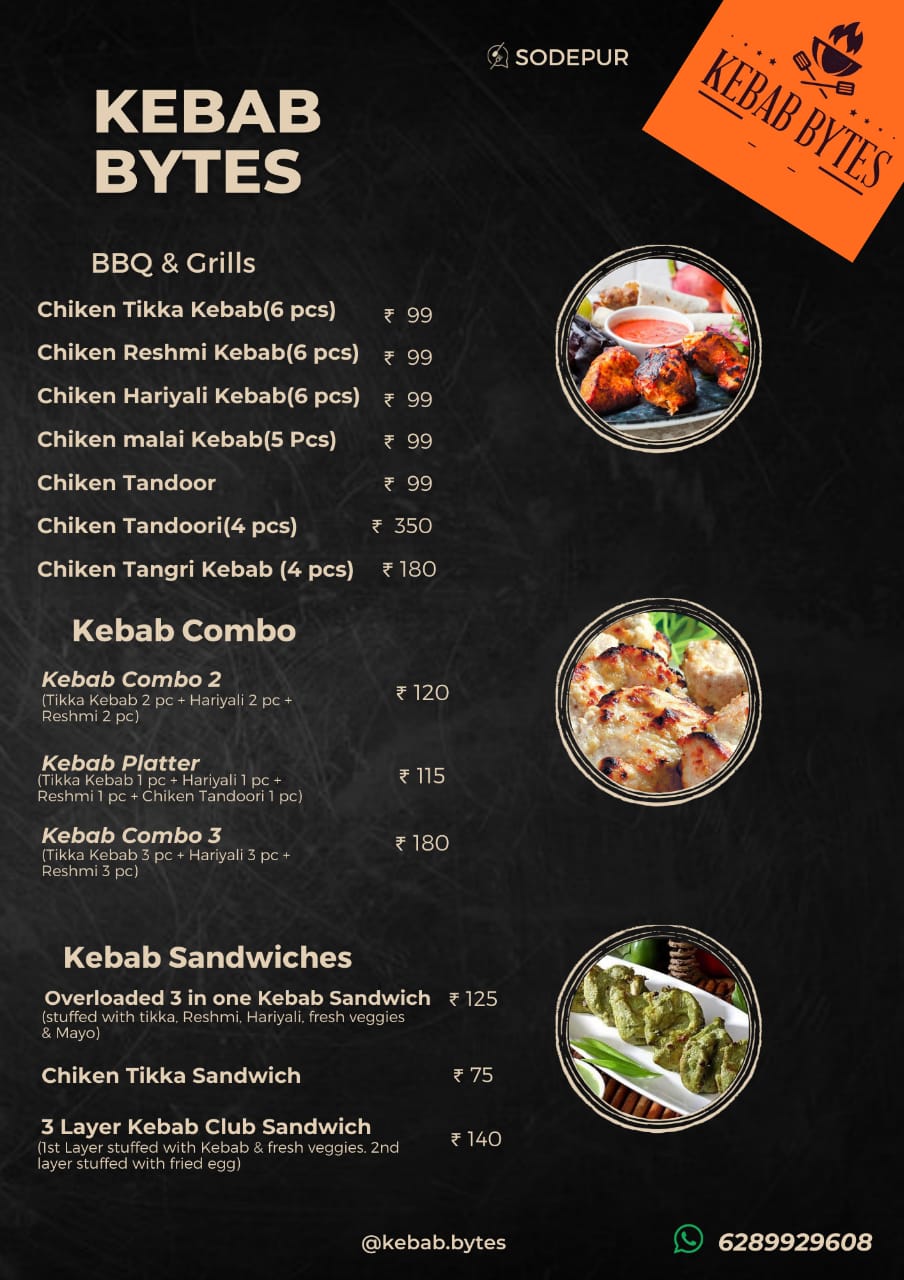 SODEPUR
KEBAB BYTES
KEBAB
BYTES
BBQ & Grills
Chiken Tikka Kebab(6 pcs) ₹ 99
Chiken Reshmi Kebab(6 pcs) ₹ 99
Chiken Hariyali Kebab(6 pcs) ₹ 99
Chiken malai Kebab(5 Pcs) ₹ 99
Chiken Tandoor ₹ 99
Chiken Tandoori(4 pcs) ₹ 350
Chiken Tangri Kebab (4 pcs) ₹ 180
Kebab Combo
Kebab Combo 2 ₹ 120
(Tikka Kebab 2 pc + Hariyali 2 pc +
Reshmi 2 pc)
Kebab Platter ₹ 115
(Tikka Kebab 1 pc + Hariyali 1 pc +
Reshmi 1 pc + Chiken Tandoori 1 pc)
Kebab Combo 3 ₹ 180
(Tikka Kebab 3 pc + Hariyali 3 pc +
Reshmi 3 pc)
Kebab Sandwiches
Overloaded 3 in one Kebab Sandwich ₹ 125
(stuffed with tikka, Reshmi, Hariyali, fresh veggies
& Mayo)
Chiken Tikka Sandwich ₹ 75
3 Layer Kebab Club Sandwich ₹ 140
(1st Layer stuffed with Kebab & fresh veggies. 2nd
layer stuffed with fried egg)
@kebab.bytes
6289929608